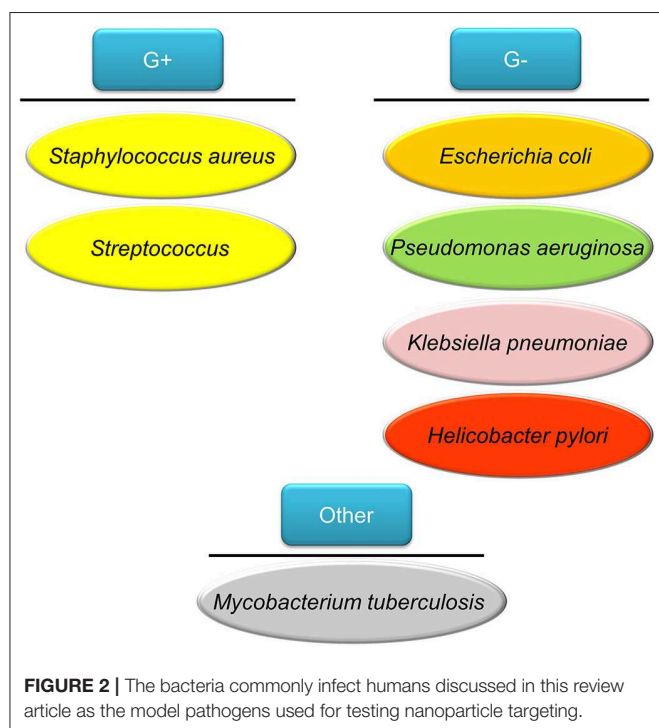 G+
Staphylococcus aureus
Streptococcus
G-
Escherichia coli
Pseudomonas aeruginosa
Klebsiella pneumoniae
Helicobacter pylori
Other
Mycobacterium tuberculosis
FIGURE 2 | The bacteria commonly infect humans discussed in this review
article as the model pathogens used for testing nanoparticle targeting.